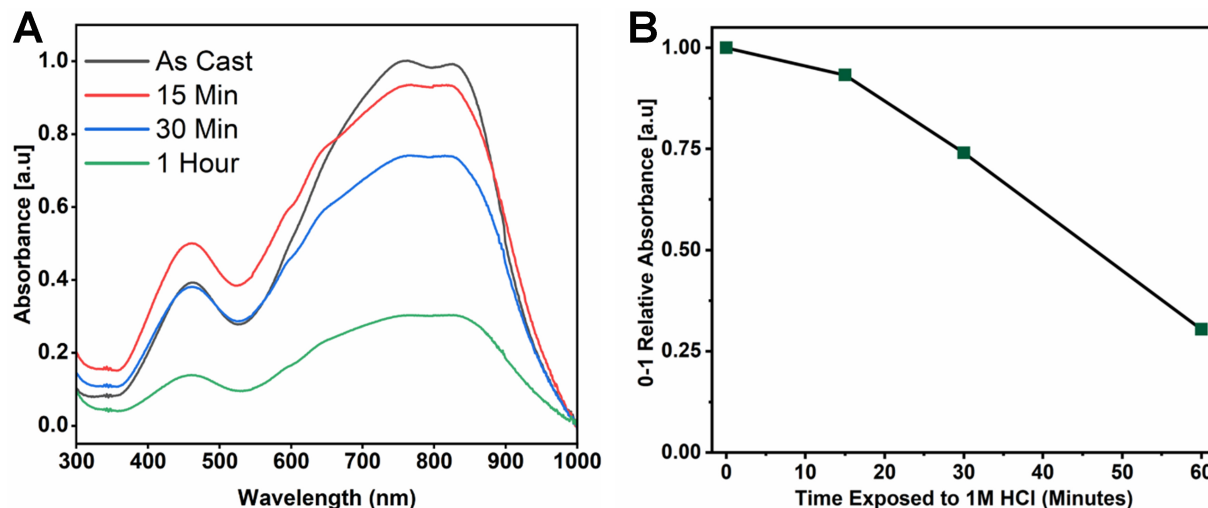 A
As Cast
15 Min
30 Min
1 Hour
Absorbance [a.u]
1.0
0.8
0.6
0.4
0.2
0.0
300 400 500 600 700 800 900 1000
Wavelength (nm)
B
0-1 Relative Absorbance [a.u]
1.00
0.75
0.50
0.25
0.00
0 10 20 30 40 50 60
Time Exposed to 1M HCl (Minutes)